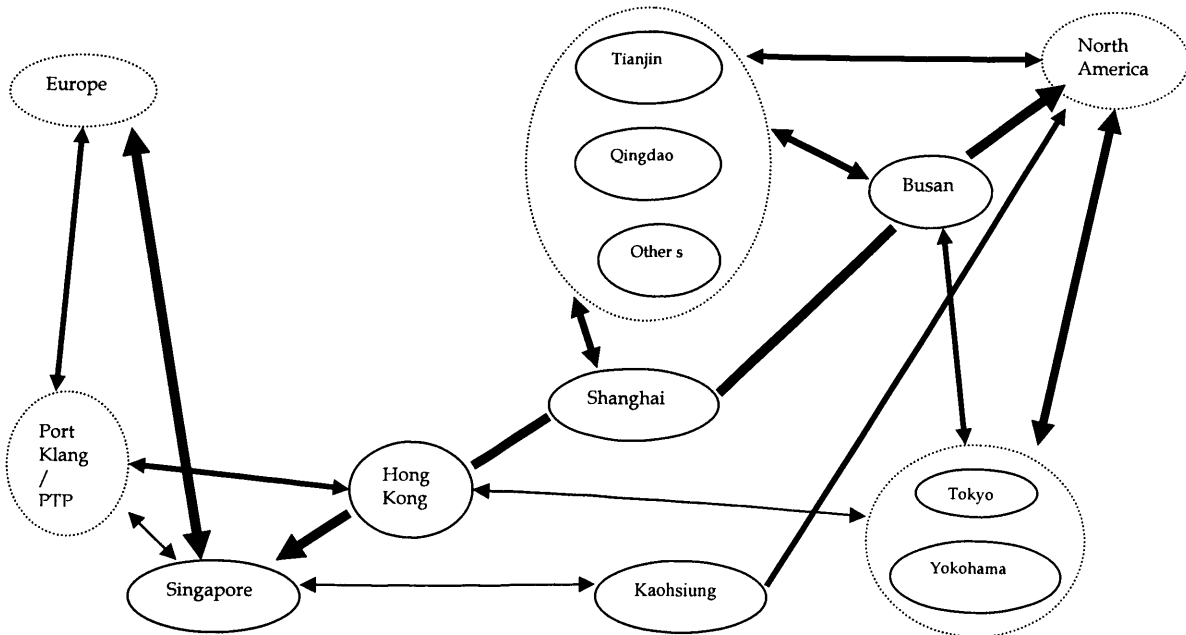 Europe
Tianjin
Qingdao
Other s
North
America
Busan
Shanghai
Port
Klang
/
PTP
Hong
Kong
Tokyo
Yokohama
Singapore
Kaohsiung